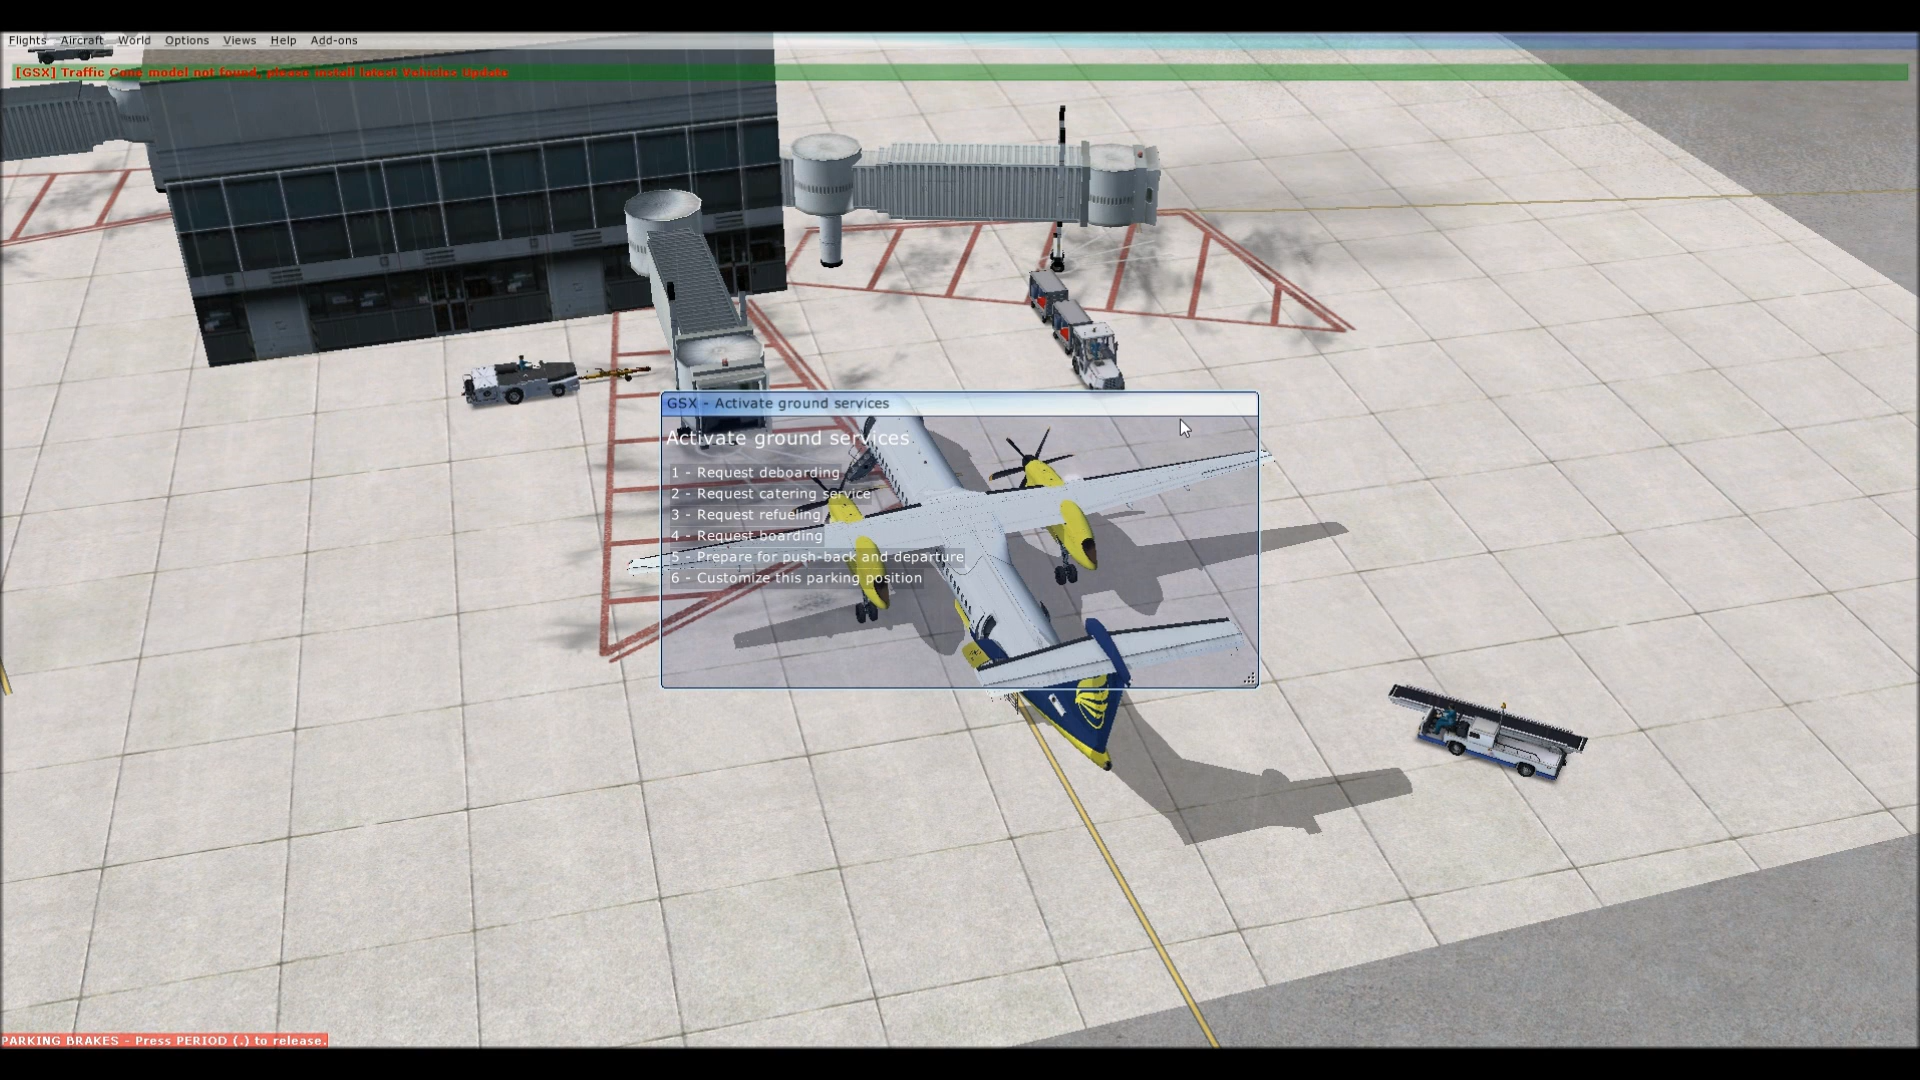 Flights Aircraft World Options Views Help Add-ons
[GSX] Traffic Cone model not found, please install latest Vehicles Update
GSX - Activate ground services
Activate ground services
1 - Request deboarding
2 - Request catering service
3 - Request refueling
4 - Request boarding
5 - Prepare for push-back and departure
6 - Customize this parking position
PARKING BRAKES - Press PERIOD (.) to release.